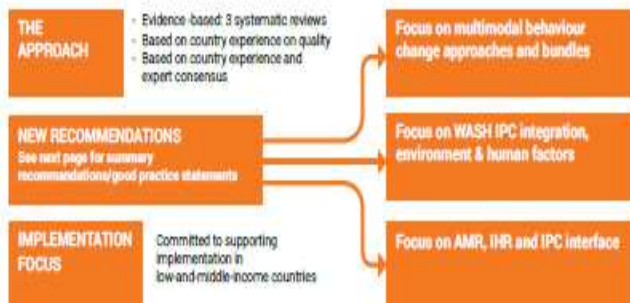 THE
APPROACH
Evidence -based: 3 systematic reviews
Based on country experience on quality
Based on country experience and
expert consensus
Focus on multimodal behaviour
change approaches and bundles
NEW RECOMMENDATIONS
See next page for summary
recommendations/good practice statements
Focus on WASH IPC integration,
environment & human factors
IMPLEMENTATION
FOCUS
Committed to supporting
implementation in
low-and-middle-income countries
Focus on AMR, IHR and IPC interface